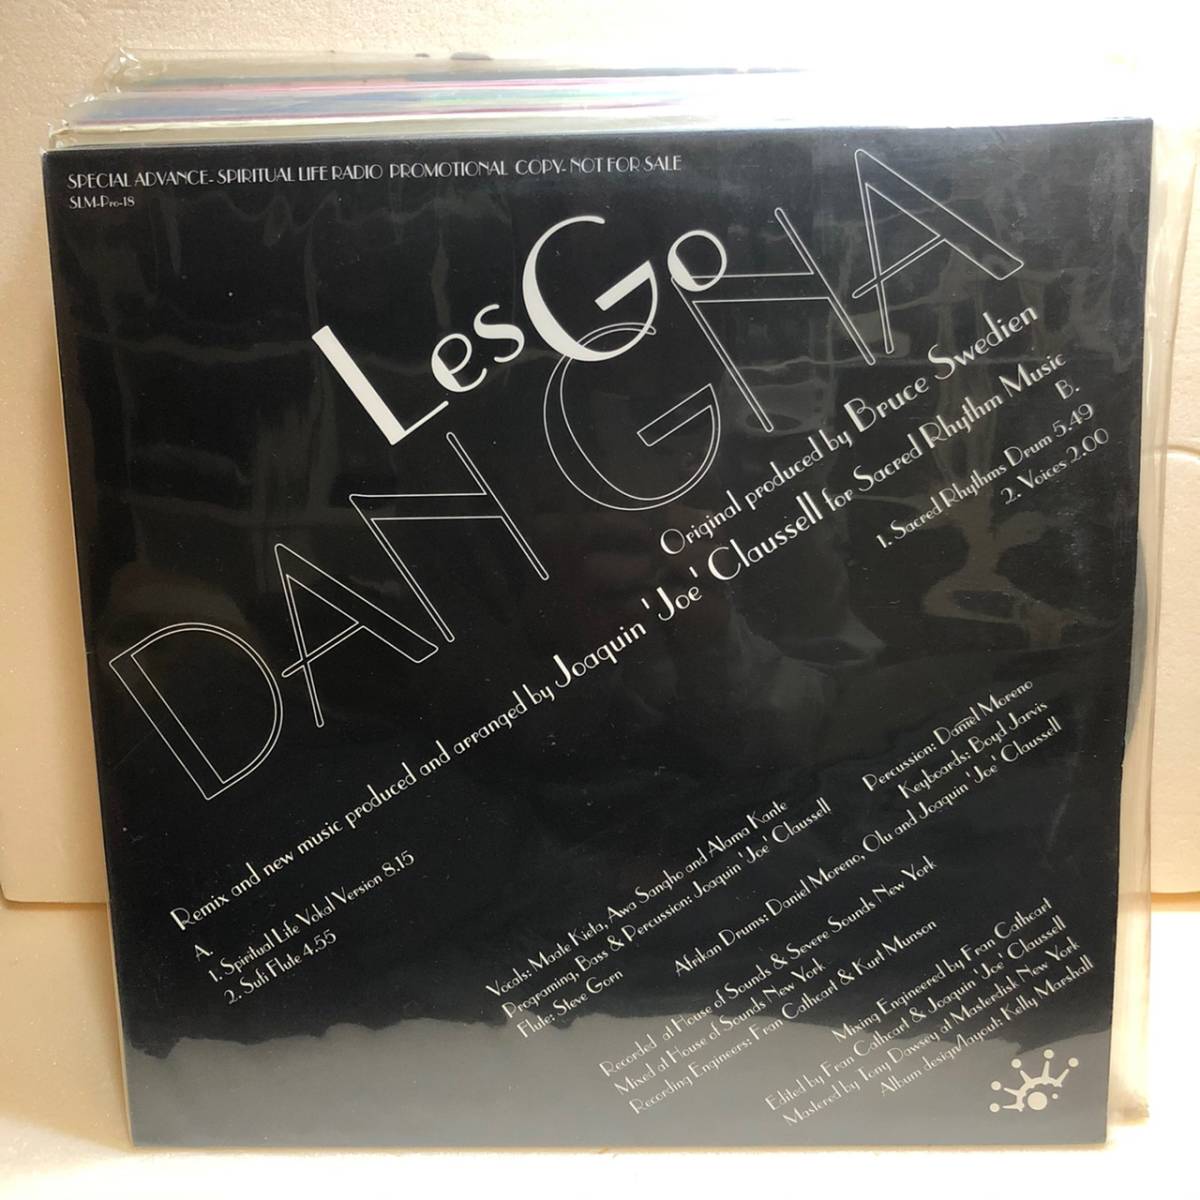 SPECIAL ADVANCE- SPIRITUAL LIFE RADIO PROMOTIONAL COPY- NOT FOR SALE
SLM-Pro-18
LesGo
DAN GNA
Original produced by Bruce Swedien
Remix and new music produced and arranged by Joaquin 'Joe' Claussell for Sacred Rhythm Music
A.
1. Spiritual Life Vokal Version 8.15
2. Sufi Flute 4.55
B.
1. Sacred Rhythms Drum 5.49
2. Voices 2.00
Vocals: Maate Kieta, Awa Sangho and Alama Kante
Programing, Bass & Percussion: Joaquin 'Joe' Claussell
Flute: Steve Gorn
Percussion: Daniel Moreno
Keyboards: Boyd Jarvis
Afrikan Drums: Daniel Moreno, Olu and Joaquin 'Joe' Claussell
Recorded at House of Sounds & Severe Sounds New York
Mixed at House of Sounds New York
Recording Engineers: Fran Cathcart & Kurt Munson
Mixing Engineered by Fran Cathcart
Edited by Fran Cathcart & Joaquin 'Joe' Claussell
Mastered by Tony Dawsey at Masterdisk New York
Album design/layout: Kelly Marshall